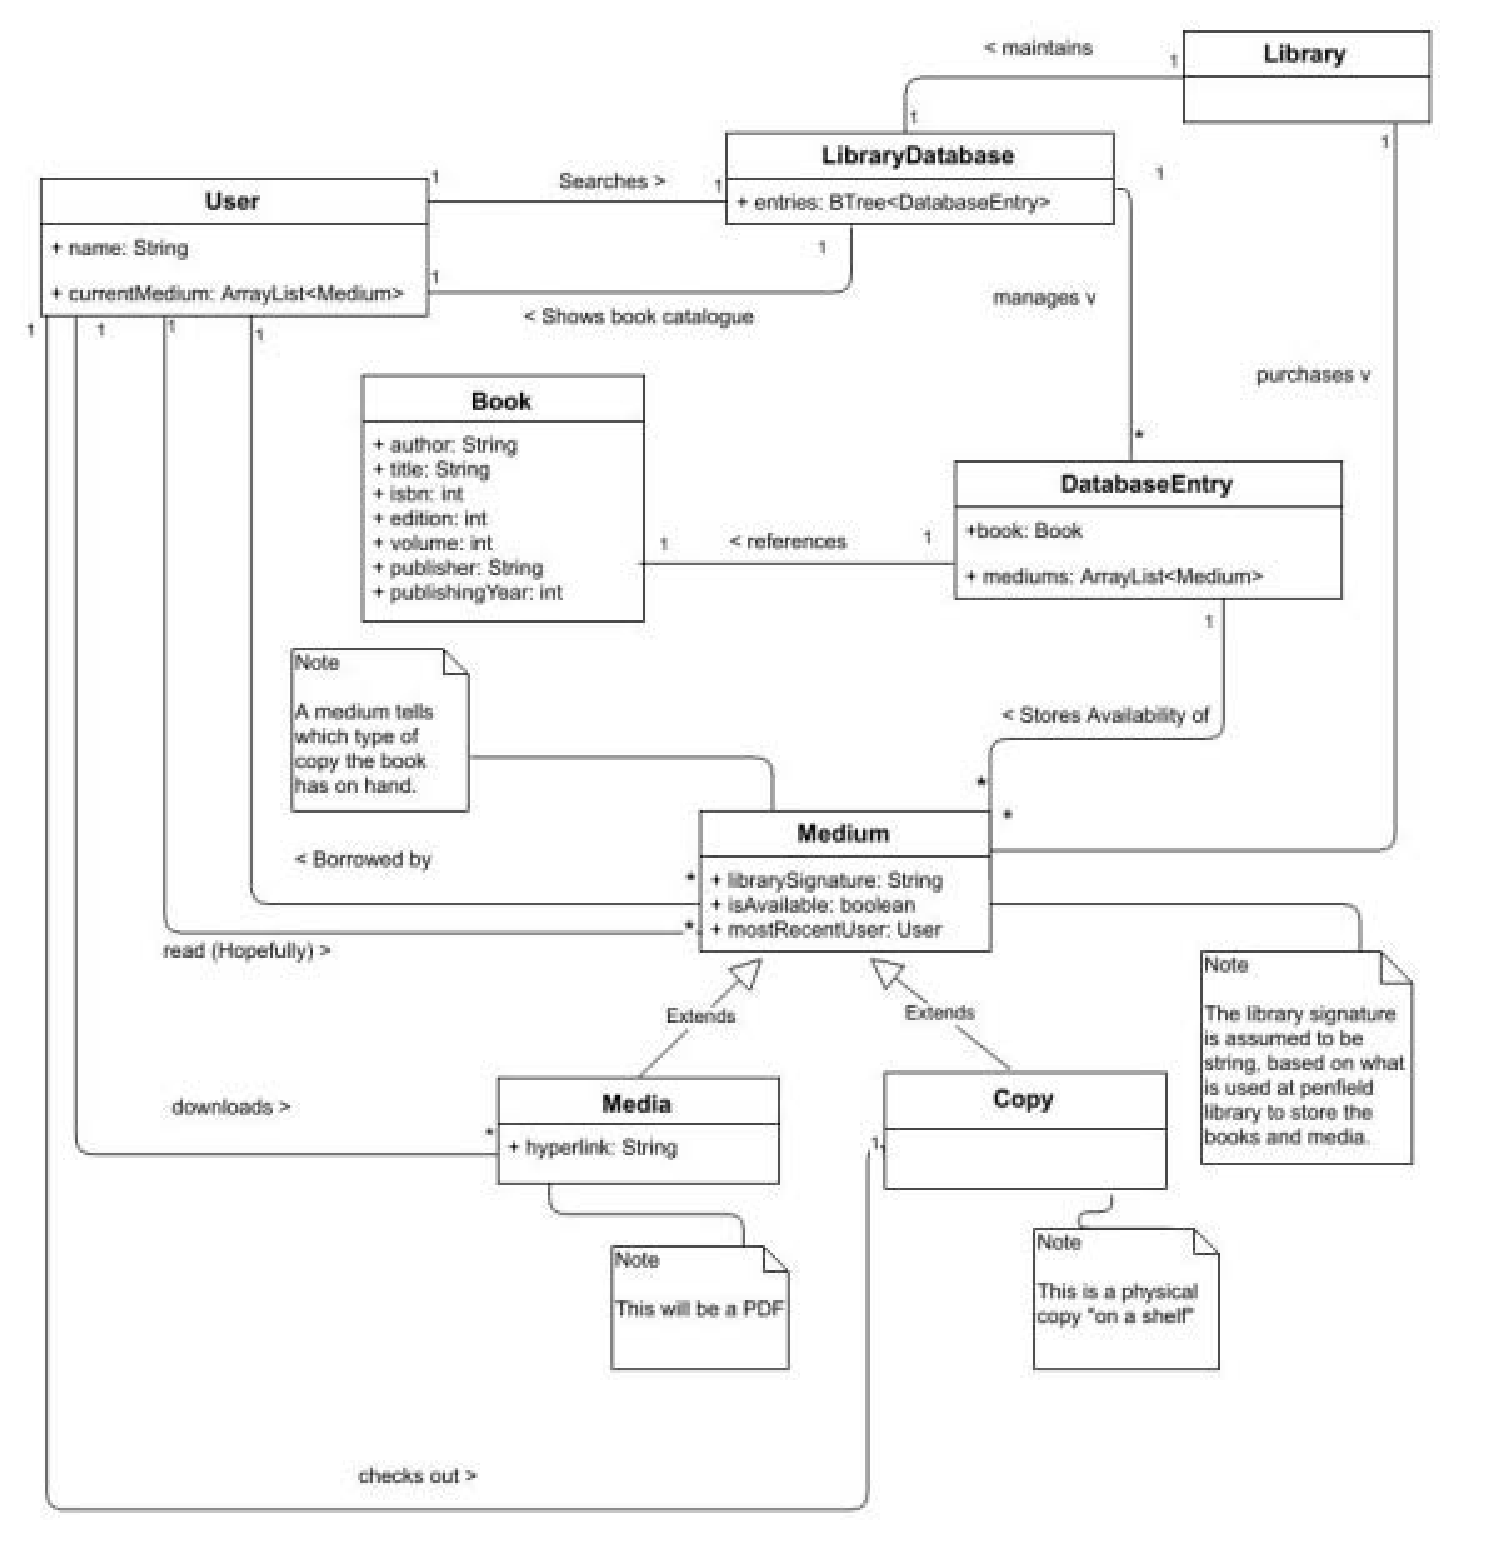 < maintains
1
Library
1
1
LibraryDatabase
+ entries: BTree<DatabaseEntry>
1
1
Searches >
1
User
+ name: String
+ currentMedium: ArrayList<Medium>
1
1
< Shows book catalogue
1
1
1
1
manages v
*
purchases v
1
Book
+ author: String
+ title: String
+ isbn: int
+ edition: int
+ volume: int
+ publisher: String
+ publishingYear: int
1
< references
1
DatabaseEntry
+book: Book
+ mediums: ArrayList<Medium>
1
< Stores Availability of
*
*
Note
A medium tells
which type of
copy the book
has on hand.
Medium
+ librarySignature: String
+ isAvailable: boolean
+ mostRecentUser: User
< Borrowed by
*
*
read (Hopefully) >
Note
The library signature
is assumed to be
string, based on what
is used at penfield
library to store the
books and media.
Extends
Extends
downloads >
*
Media
+ hyperlink: String
Copy
1
Note
This will be a PDF
Note
This is a physical
copy "on a shelf"
checks out >